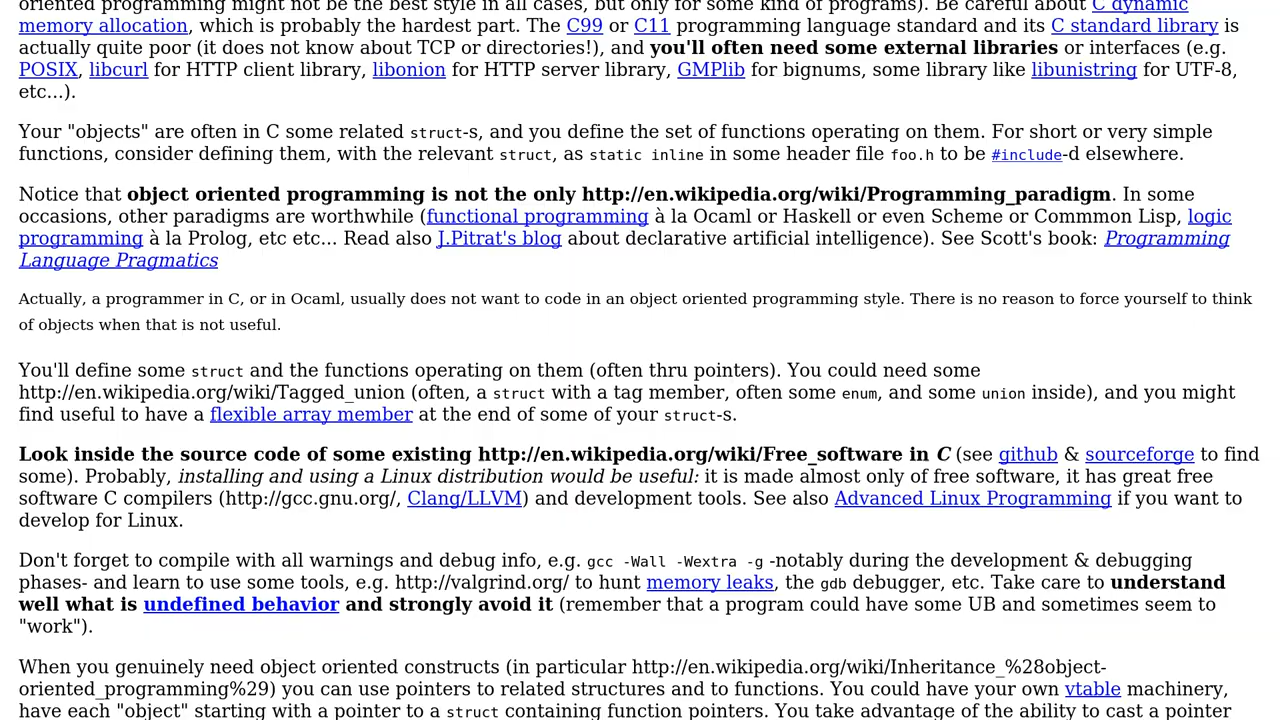 oriented programming might not be the best style in all cases, but only for some kind of programs). Be careful about C dynamic
memory allocation, which is probably the hardest part. The C99 or C11 programming language standard and its C standard library is
actually quite poor (it does not know about TCP or directories!), and you'll often need some external libraries or interfaces (e.g.
POSIX, libcurl for HTTP client library, libonion for HTTP server library, GMPlib for bignums, some library like libunistring for UTF-8,
etc...).
Your "objects" are often in C some related struct-s, and you define the set of functions operating on them. For short or very simple
functions, consider defining them, with the relevant struct, as static inline in some header file foo.h to be #include-d elsewhere.
Notice that object oriented programming is not the only http://en.wikipedia.org/wiki/Programming_paradigm. In some
occasions, other paradigms are worthwhile (functional programming à la Ocaml or Haskell or even Scheme or Commmon Lisp, logic
programming à la Prolog, etc etc... Read also J.Pitrat's blog about declarative artificial intelligence). See Scott's book: Programming
Language Pragmatics
Actually, a programmer in C, or in Ocaml, usually does not want to code in an object oriented programming style. There is no reason to force yourself to think
of objects when that is not useful.
You'll define some struct and the functions operating on them (often thru pointers). You could need some
http://en.wikipedia.org/wiki/Tagged_union (often, a struct with a tag member, often some enum, and some union inside), and you might
find useful to have a flexible array member at the end of some of your struct-s.
Look inside the source code of some existing http://en.wikipedia.org/wiki/Free_software in C (see github & sourceforge to find
some). Probably, installing and using a Linux distribution would be useful: it is made almost only of free software, it has great free
software C compilers (http://gcc.gnu.org/, Clang/LLVM) and development tools. See also Advanced Linux Programming if you want to
develop for Linux.
Don't forget to compile with all warnings and debug info, e.g. gcc -Wall -Wextra -g -notably during the development & debugging
phases- and learn to use some tools, e.g. http://valgrind.org/ to hunt memory leaks, the gdb debugger, etc. Take care to understand
well what is undefined behavior and strongly avoid it (remember that a program could have some UB and sometimes seem to
"work").
When you genuinely need object oriented constructs (in particular http://en.wikipedia.org/wiki/Inheritance_%28object-
oriented_programming%29) you can use pointers to related structures and to functions. You could have your own vtable machinery,
have each "object" starting with a pointer to a struct containing function pointers. You take advantage of the ability to cast a pointer